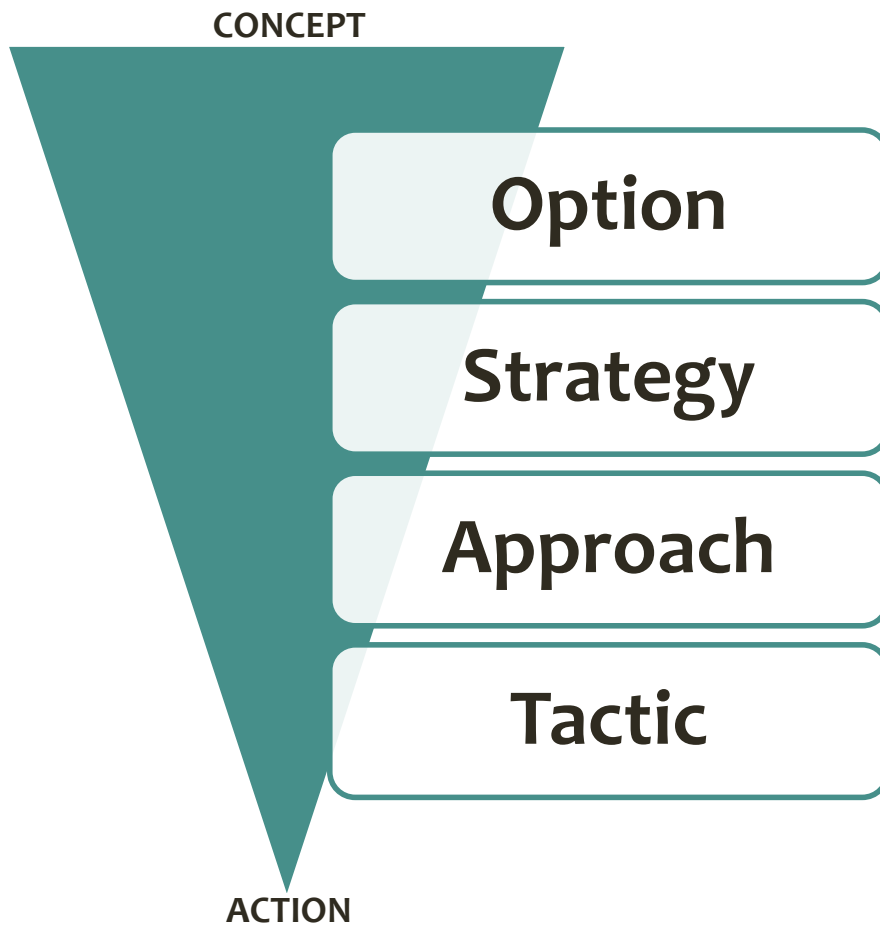 CONCEPT
Option
Strategy
Approach
Tactic
ACTION